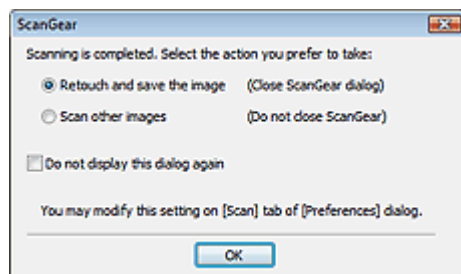 ScanGear
Scanning is completed. Select the action you prefer to take:
Retouch and save the image (Close ScanGear dialog)
Scan other images (Do not close ScanGear)
Do not display this dialog again
You may modify this setting on [Scan] tab of [Preferences] dialog.
OK